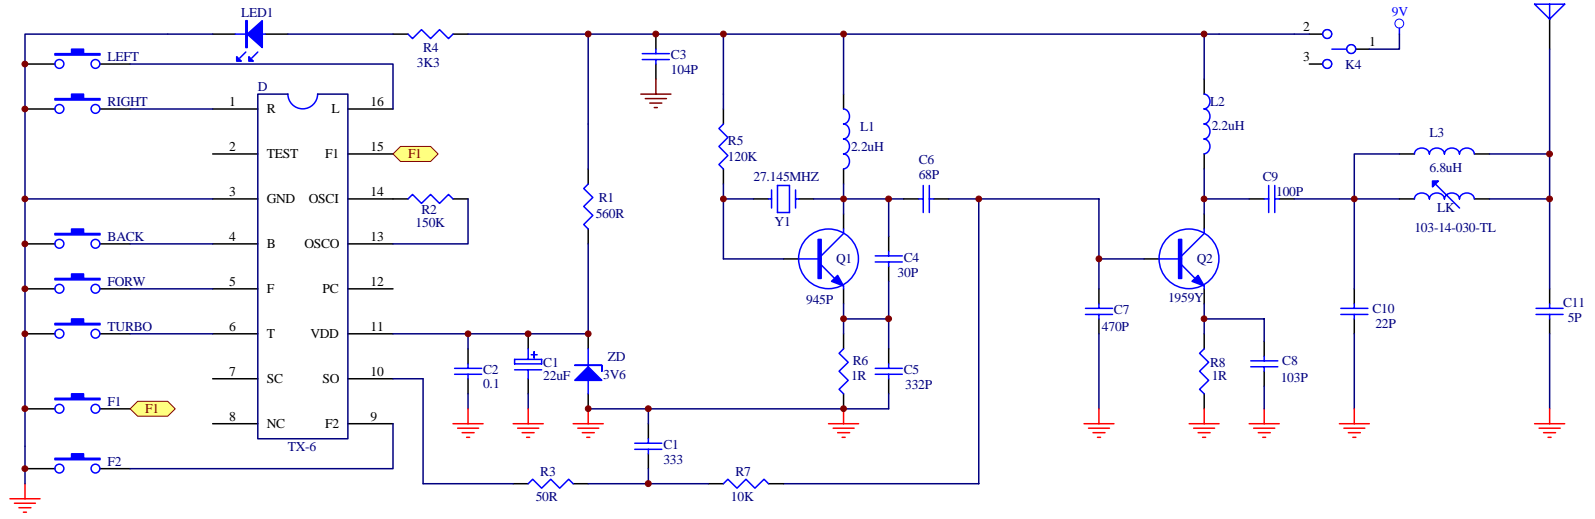 LED1
R4
3K3
LEFT
RIGHT
D
1
R
L
16
2
TEST
F1
15
F1
3
GND
OSCI
14
R2
150K
BACK
4
B
OSCO
13
FORW
5
F
PC
12
TURBO
6
T
VDD
11
7
SC
SO
10
F1
F1
8
NC
F2
9
TX-6
F2
C2
0.1
+
C1
22uF
ZD
3V6
R1
560R
C3
104P
R5
120K
L1
2.2uH
27.145MHZ
Y1
C6
68P
Q1
945P
C4
30P
R6
1R
C5
332P
C1
333
R3
50R
R7
10K
C7
470P
L2
2.2uH
Q2
1959Y
R8
1R
C8
103P
C9
100P
2
3
1
K4
9V
L3
6.8uH
LK
103-14-030-TL
C10
22P
C11
5P